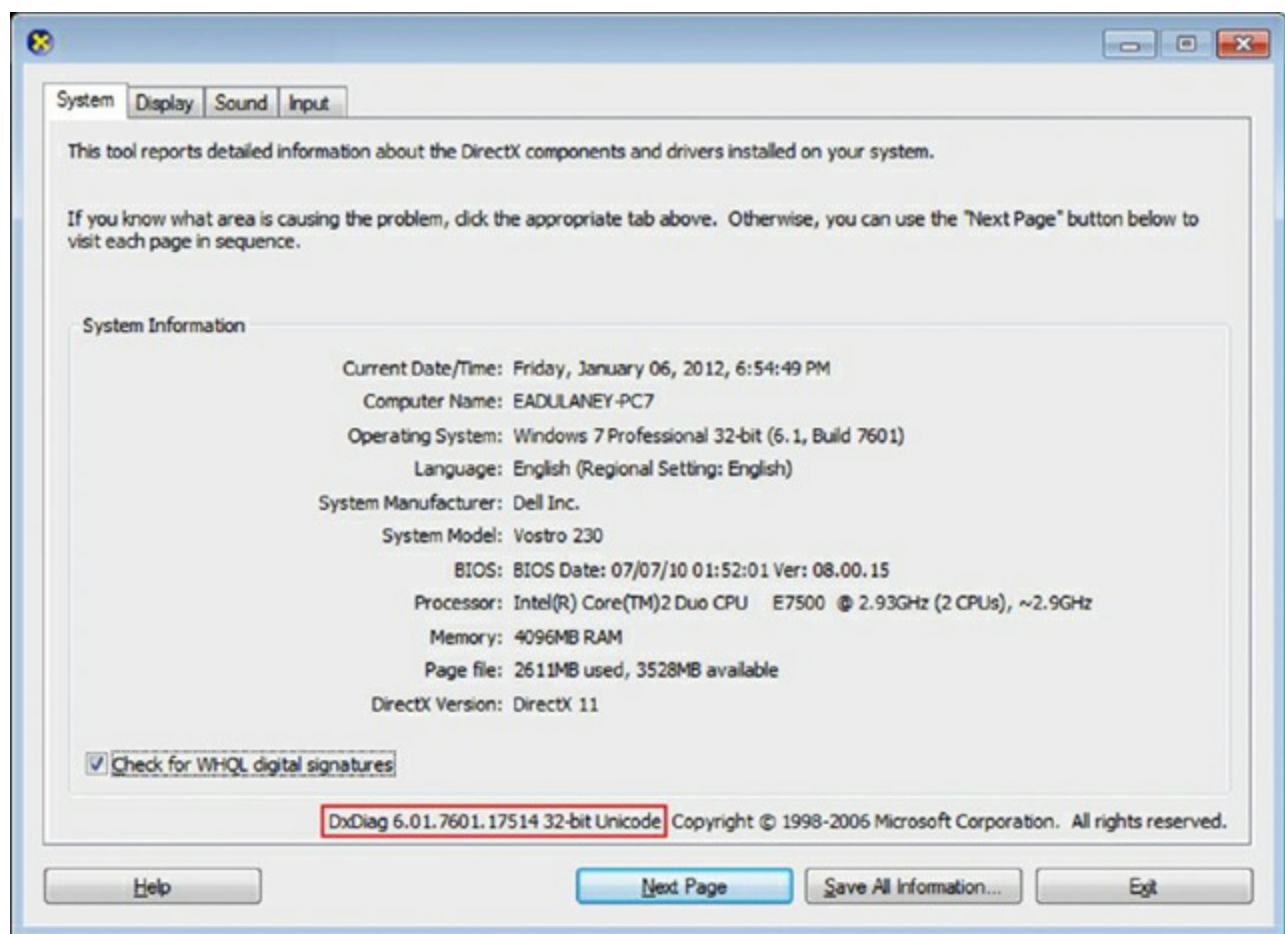 System Display Sound Input
This tool reports detailed information about the DirectX components and drivers installed on your system.
If you know what area is causing the problem, click the appropriate tab above. Otherwise, you can use the "Next Page" button below to
visit each page in sequence.
System Information
Current Date/Time: Friday, January 06, 2012, 6:54:49 PM
Computer Name: EADULANEY-PC7
Operating System: Windows 7 Professional 32-bit (6.1, Build 7601)
Language: English (Regional Setting: English)
System Manufacturer: Dell Inc.
System Model: Vostro 230
BIOS: BIOS Date: 07/07/10 01:52:01 Ver: 08.00.15
Processor: Intel(R) Core(TM)2 Duo CPU E7500 @ 2.93GHz (2 CPUs), ~2.9GHz
Memory: 4096MB RAM
Page file: 2611MB used, 3528MB available
DirectX Version: DirectX 11
Check for WHQL digital signatures
DxDiag 6.01.7601.17514 32-bit Unicode Copyright © 1998-2006 Microsoft Corporation. All rights reserved.
Help Next Page Save All Information... Exit